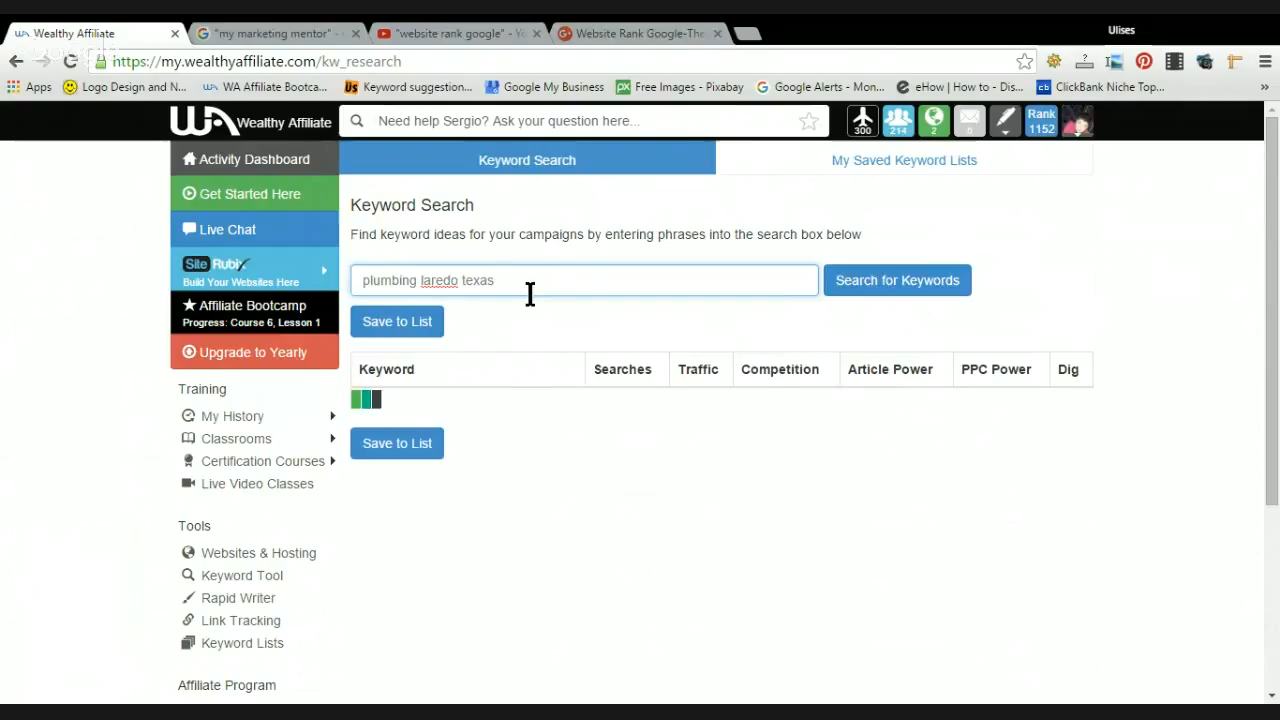 Ulises
Wealthy Affiliate
"my marketing mentor" -
"website rank google" - Yo
Website Rank Google-The
https://my.wealthyaffiliate.com/kw_research
Apps
Logo Design and N...
WA Affiliate Bootca...
Keyword suggestion...
Google My Business
Free Images - Pixabay
Google Alerts - Mon...
eHow | How to - Dis...
ClickBank Niche Top...
»
WA Wealthy Affiliate
Need help Sergio? Ask your question here...
300
214
2
0
Rank
1152
Activity Dashboard
Get Started Here
Live Chat
Site Rubix
Build Your Websites Here
Affiliate Bootcamp
Progress: Course 6, Lesson 1
Upgrade to Yearly
Training
My History
Classrooms
Certification Courses
Live Video Classes
Tools
Websites & Hosting
Keyword Tool
Rapid Writer
Link Tracking
Keyword Lists
Affiliate Program
Keyword Search
My Saved Keyword Lists
Keyword Search
Find keyword ideas for your campaigns by entering phrases into the search box below
plumbing laredo texas
Search for Keywords
Save to List
Keyword
Searches
Traffic
Competition
Article Power
PPC Power
Dig
Save to List